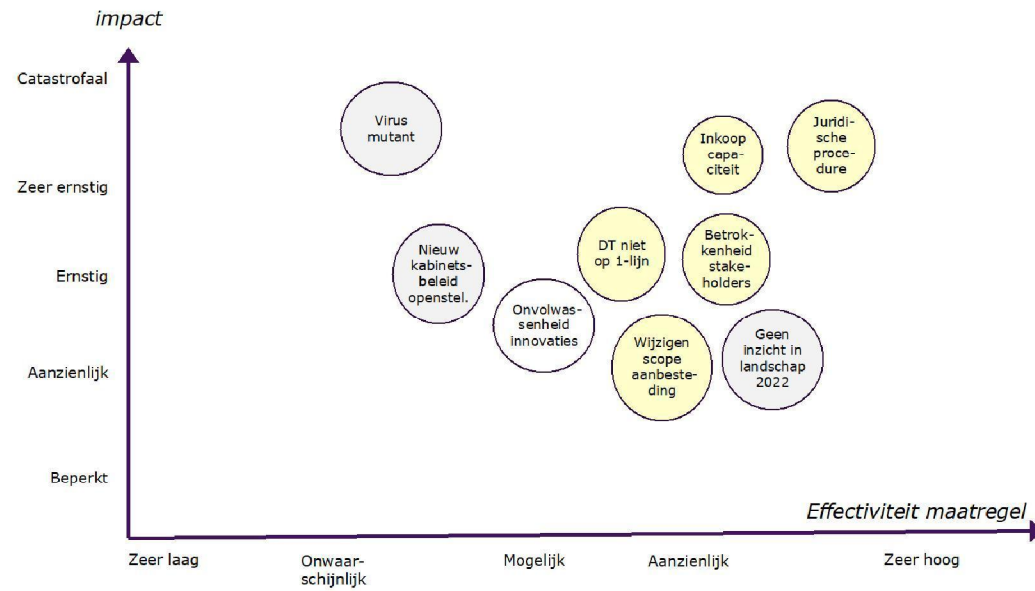 impact
Catastrofaal
Virus
mutant
Inkoop
capa-
citeit
Juridi-
sche
proce-
dure
Zeer ernstig
Nieuw
kabinets-
beleid
openstel.
DT niet
op 1-lijn
Betrok-
kenheid
stake-
holders
Ernstig
Onvolwas-
senheid
innovaties
Wijzigen
scope
aanbeste-
ding
Geen
inzicht in
landschap
2022
Aanzienlijk
Beperkt
Effectiviteit maatregel
Zeer laag
Onwaar-
schijnlijk
Mogelijk
Aanzienlijk
Zeer hoog